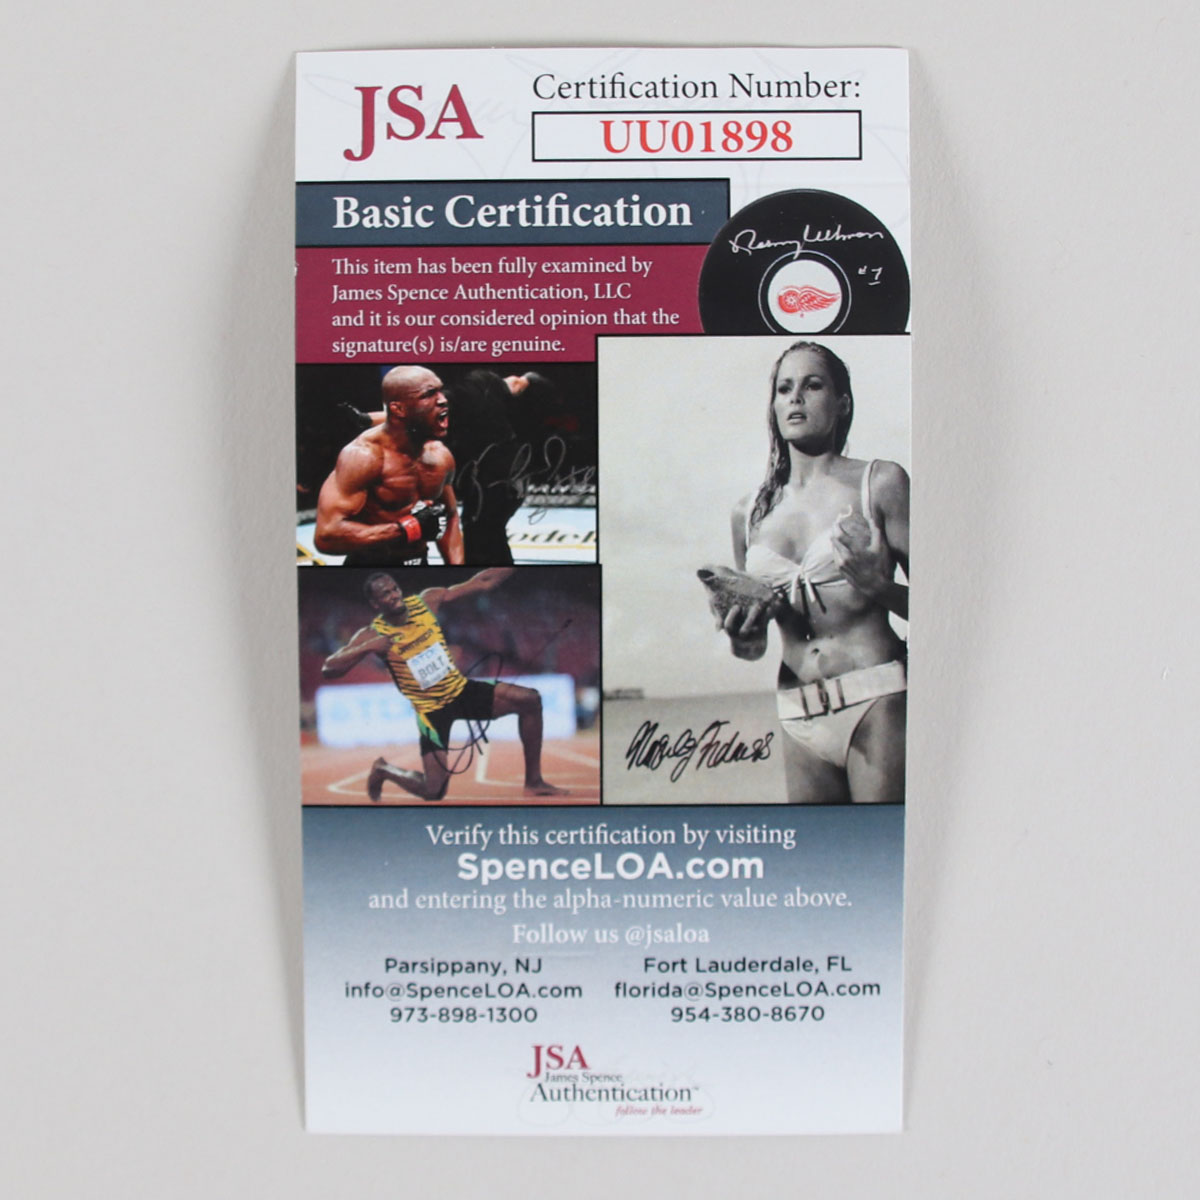 JSA
Certification Number:
UU01898
Basic Certification
This item has been fully examined by
James Spence Authentication, LLC
and it is our considered opinion that the
signature(s) is/are genuine.
#7
BOLT
Verify this certification by visiting
SpenceLOA.com
and entering the alpha-numeric value above.
Follow us @jsaloa
Parsippany, NJ
info@SpenceLOA.com
973-898-1300
Fort Lauderdale, FL
florida@SpenceLOA.com
954-380-8670
JSA
James Spence
Authentication™
follow the leader